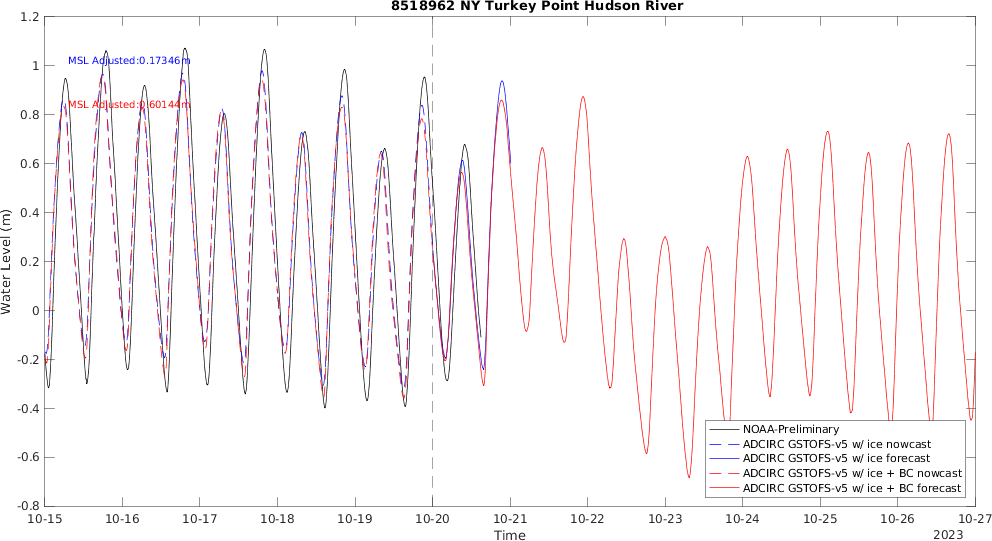 8518962 NY Turkey Point Hudson River
1.2
1
0.8
0.6
0.4
0.2
0
-0.2
-0.4
-0.6
-0.8
Water Level (m)
MSL Adjusted:0.17346m
MSL Adjusted:0.60144m
NOAA-Preliminary
ADCIRC GSTOFS-v5 w/ ice nowcast
ADCIRC GSTOFS-v5 w/ ice forecast
ADCIRC GSTOFS-v5 w/ ice + BC nowcast
ADCIRC GSTOFS-v5 w/ ice + BC forecast
10-15 10-16 10-17 10-18 10-19 10-20 10-21 10-22 10-23 10-24 10-25 10-26 10-27
Time
2023